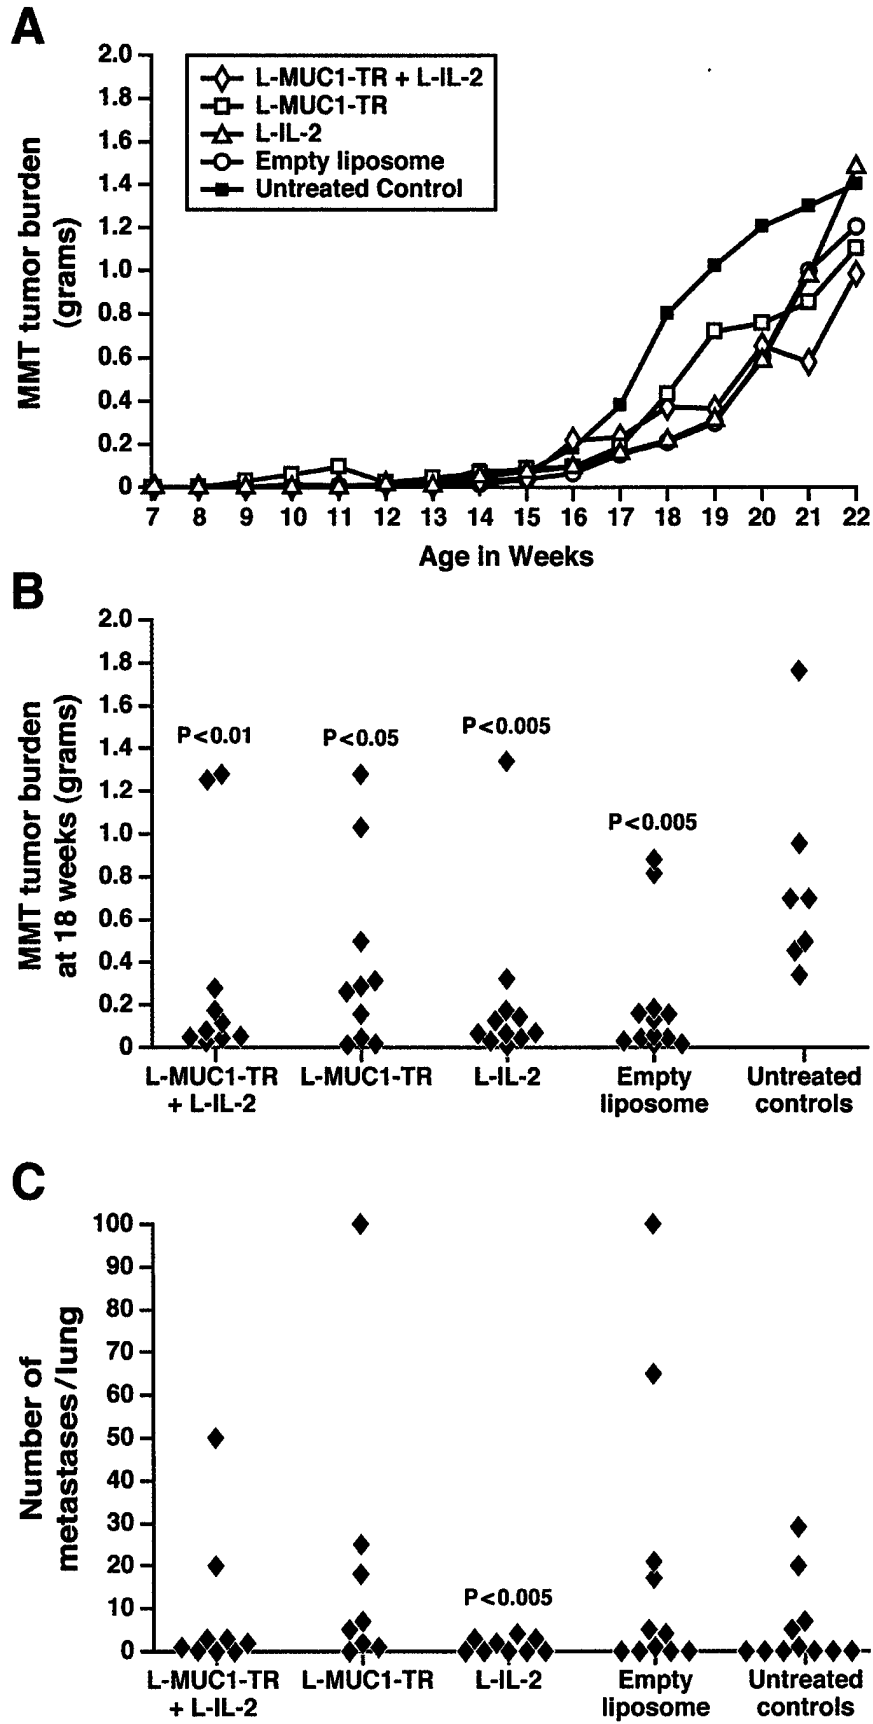 A
2.0
1.8
1.6
1.4
1.2
1.0
0.8
0.6
0.4
0.2
0
MMT tumor burden
(grams)
L-MUC1-TR + L-IL-2
L-MUC1-TR
L-IL-2
Empty liposome
Untreated Control
7 8 9 10 11 12 13 14 15 16 17 18 19 20 21 22
Age in Weeks
B
2.0
1.8
1.6
1.4
1.2
1.0
0.8
0.6
0.4
0.2
0
MMT tumor burden
at 18 weeks (grams)
P<0.01
P<0.05
P<0.005
P<0.005
L-MUC1-TR L-MUC1-TR L-IL-2 Empty Untreated
+ L-IL-2 liposome controls
C
100
90
80
70
60
50
40
30
20
10
0
Number of
metastases/lung
P<0.005
L-MUC1-TR L-MUC1-TR L-IL-2 Empty Untreated
+ L-IL-2 liposome controls